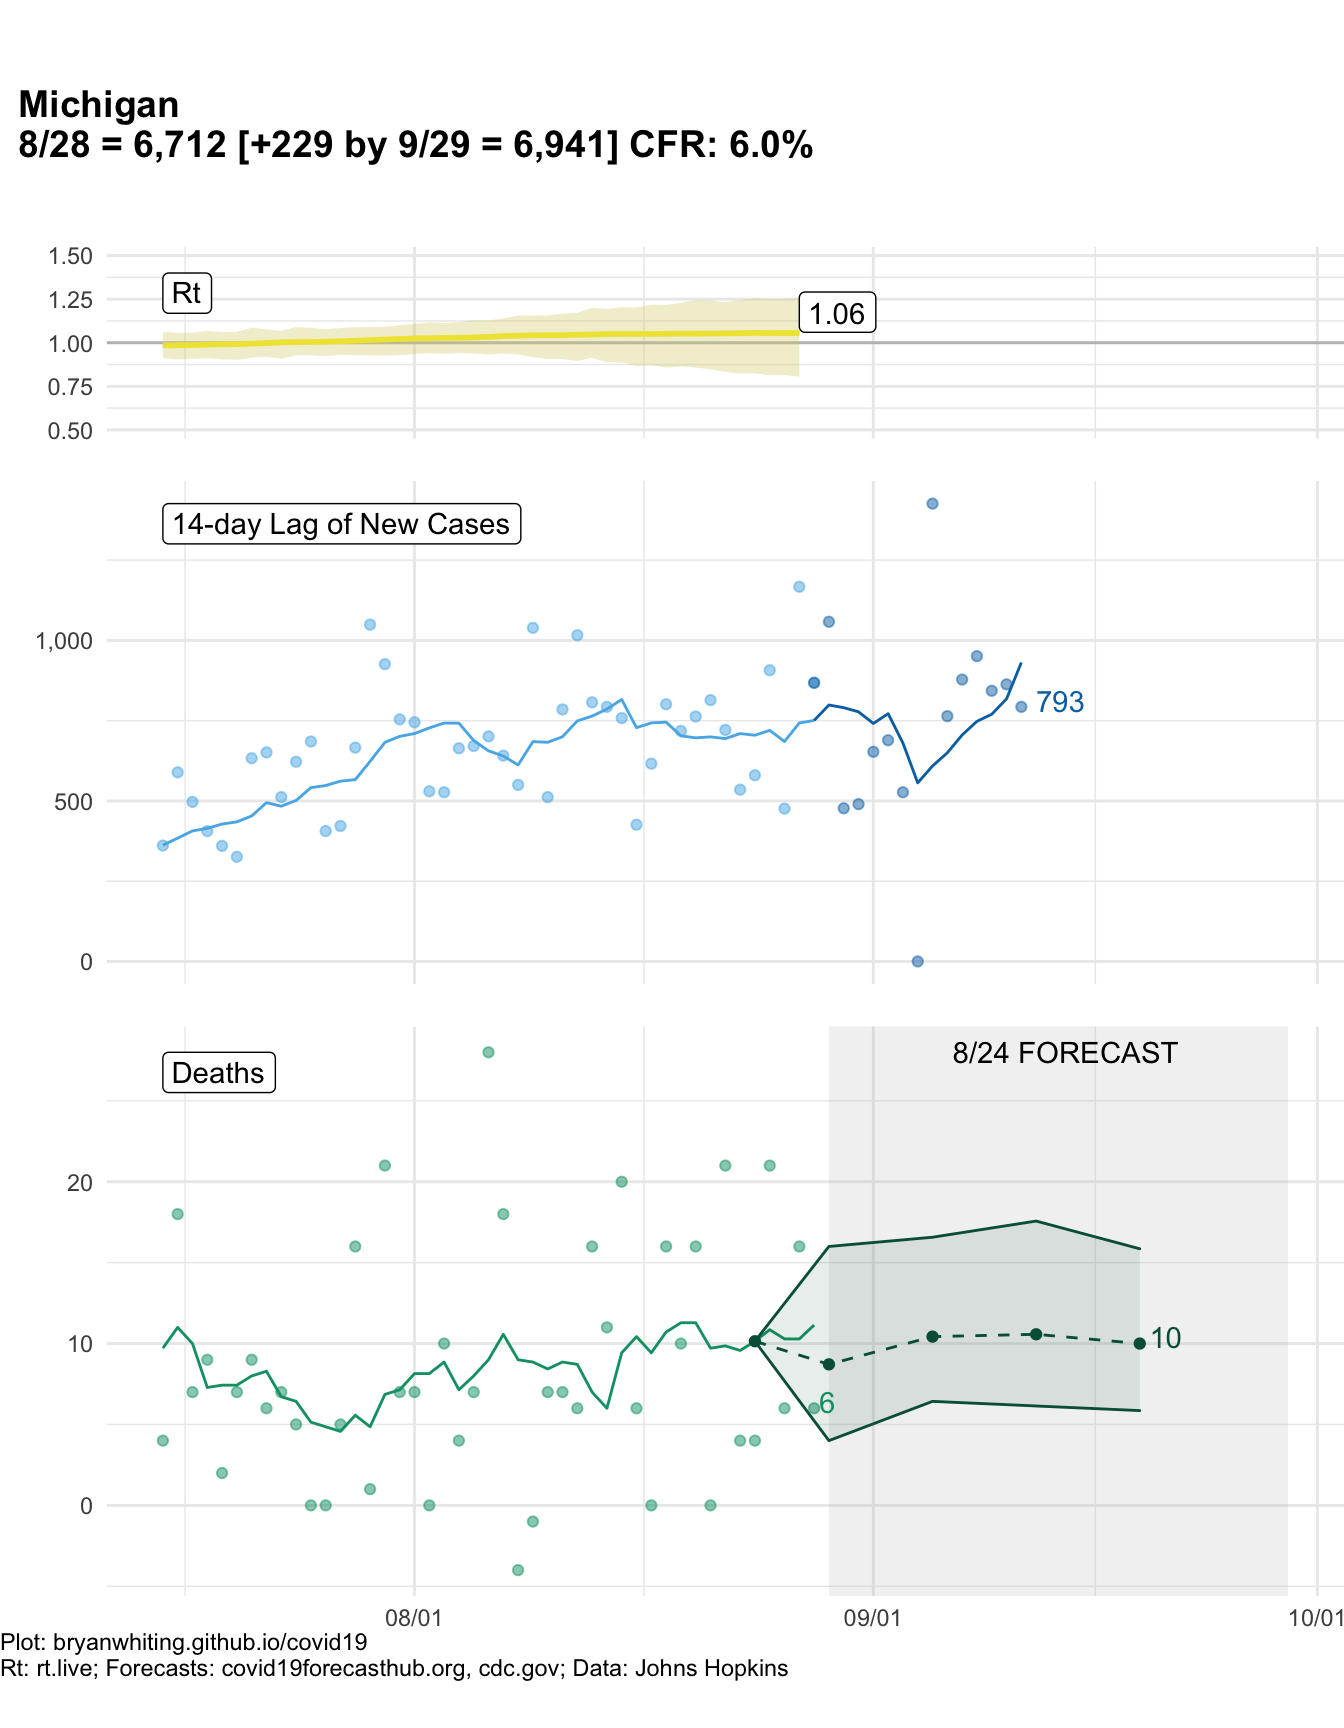 Michigan
8/28 = 6,712 [+229 by 9/29 = 6,941] CFR: 6.0%
1.50
1.25
1.00
0.75
0.50
Rt
1.06
14-day Lag of New Cases
1,000
500
0
793
Deaths
8/24 FORECAST
20
10
0
10
6
08/01
09/01
10/01
Plot: bryanwhiting.github.io/covid19
Rt: rt.live; Forecasts: covid19forecasthub.org, cdc.gov; Data: Johns Hopkins